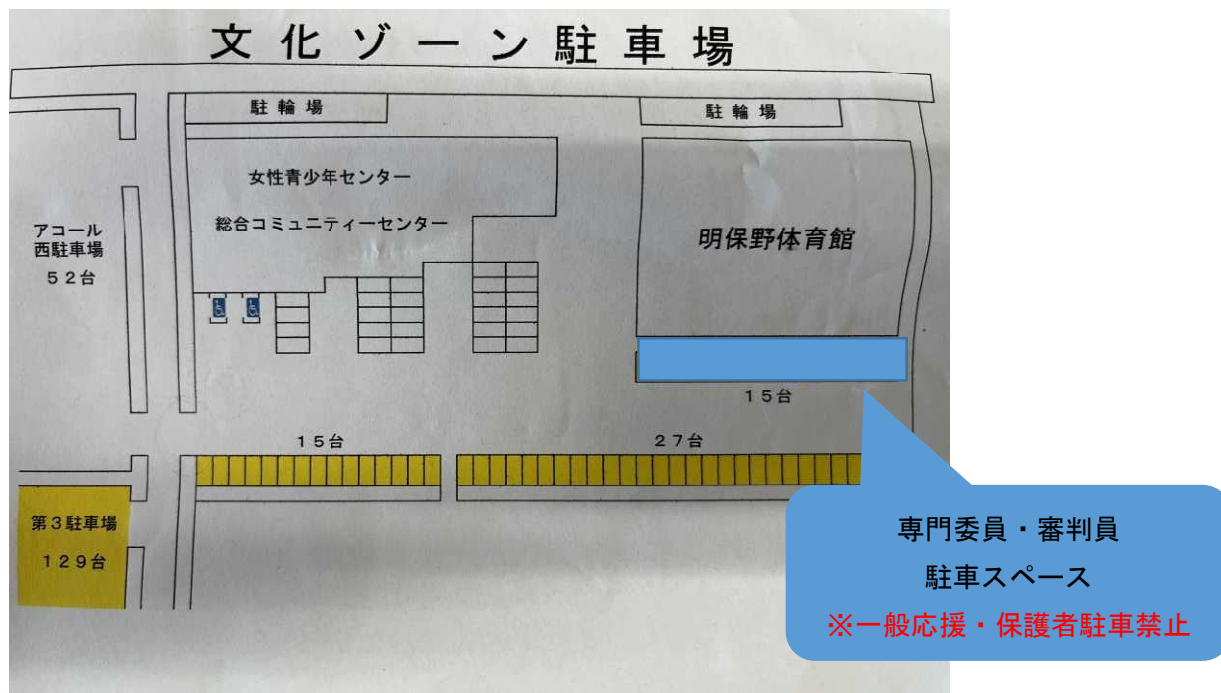 文化ゾーン駐車場
駐輪場
駐輪場
女性青少年センター
総合コミュニティーセンター
明保野体育館
アコール
西駐車場
５２台
１５台
１５台
２７台
第３駐車場
１２９台
専門委員・審判員
駐車スペース
※一般応援・保護者駐車禁止